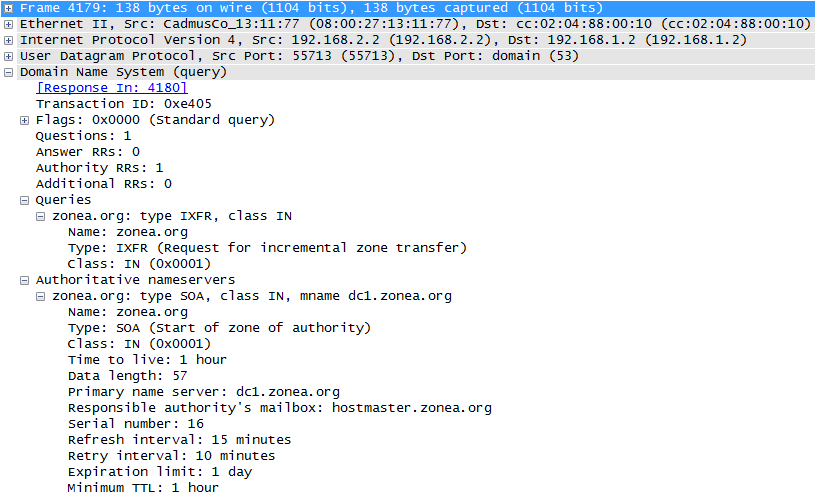 Frame 4179: 138 bytes on wire (1104 bits), 138 bytes captured (1104 bits)
Ethernet II, Src: CadmusCo_13:11:77 (08:00:27:13:11:77), Dst: cc:02:04:88:00:10 (cc:02:04:88:00:10)
Internet Protocol Version 4, Src: 192.168.2.2 (192.168.2.2), Dst: 192.168.1.2 (192.168.1.2)
User Datagram Protocol, Src Port: 55713 (55713), Dst Port: domain (53)
Domain Name System (query)
[Response In: 4180]
Transaction ID: 0xe405
Flags: 0x0000 (Standard query)
Questions: 1
Answer RRs: 0
Authority RRs: 1
Additional RRs: 0
Queries
zonea.org: type IXFR, class IN
Name: zonea.org
Type: IXFR (Request for incremental zone transfer)
Class: IN (0x0001)
Authoritative nameservers
zonea.org: type SOA, class IN, mname dc1.zonea.org
Name: zonea.org
Type: SOA (Start of zone of authority)
Class: IN (0x0001)
Time to live: 1 hour
Data length: 57
Primary name server: dc1.zonea.org
Responsible authority's mailbox: hostmaster.zonea.org
Serial number: 16
Refresh interval: 15 minutes
Retry interval: 10 minutes
Expiration limit: 1 day
Minimum TTL: 1 hour